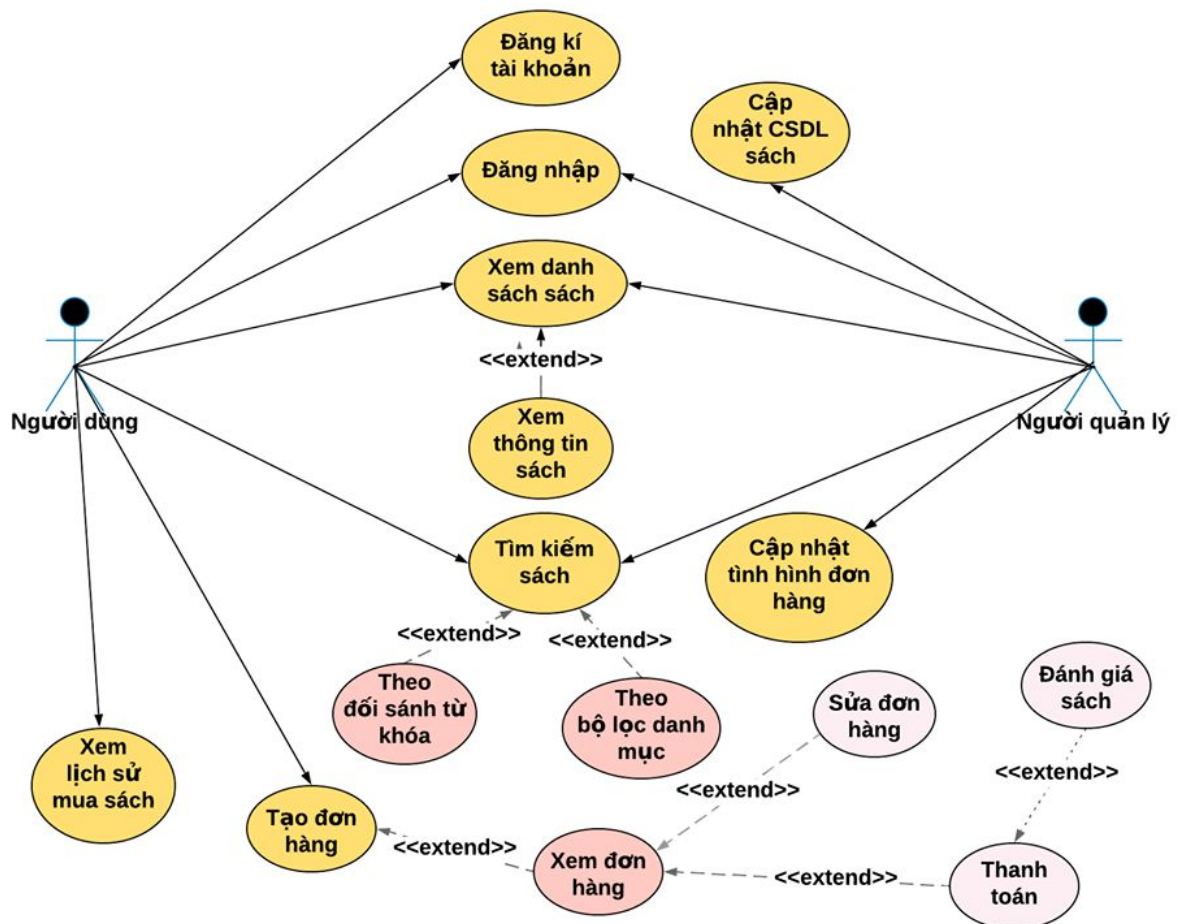 Đăng kí
tài khoản
Cập
nhật CSDL
sách
Đăng nhập
Xem danh
sách sách
<<extend>>
Người dùng
Người quản lý
Xem
thông tin
sách
Tìm kiếm
sách
Cập nhật
tình hình đơn
hàng
<<extend>>
<<extend>>
Theo
đối sánh từ
khóa
Theo
bộ lọc danh
mục
Sửa đơn
hàng
Đánh giá
sách
Xem
lịch sử
mua sách
<<extend>>
<<extend>>
Tạo đơn
hàng
<<extend>>
Xem đơn
hàng
<<extend>>
Thanh
toán